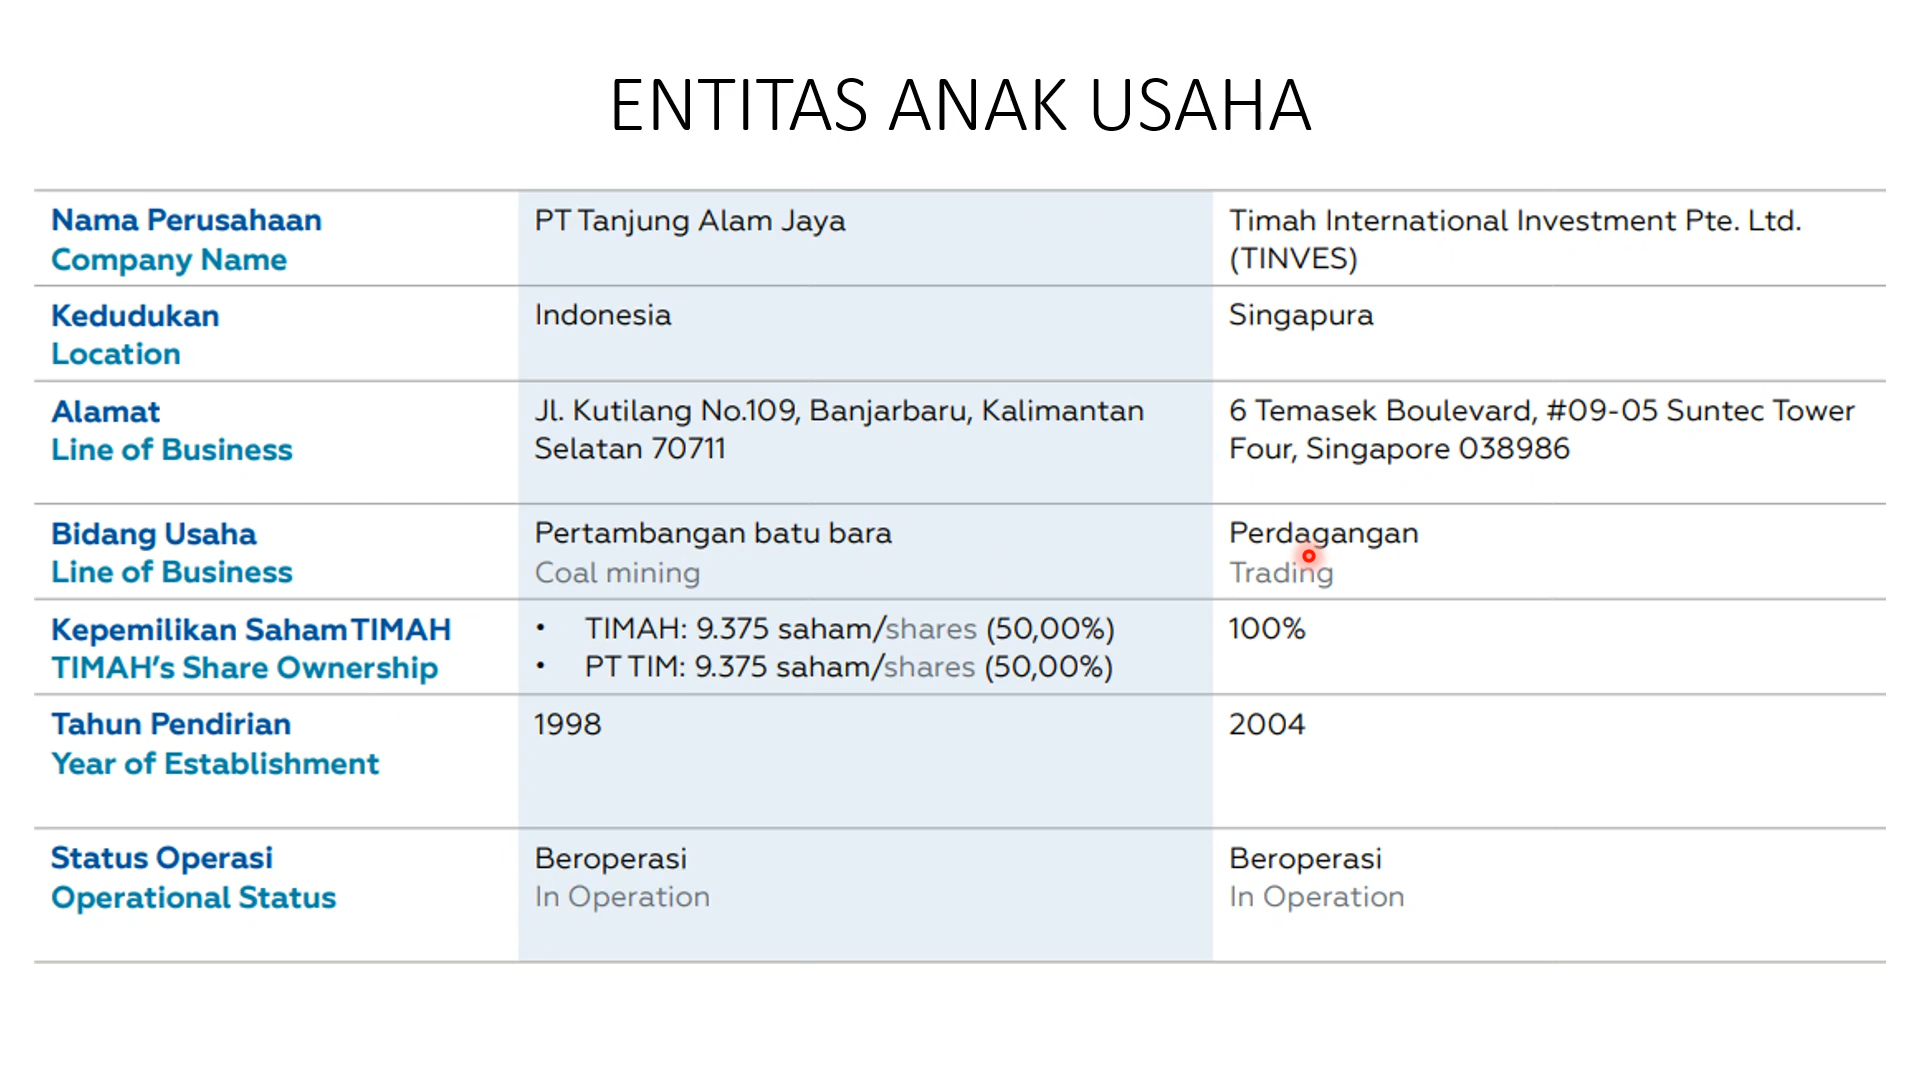 ENTITAS ANAK USAHA
Nama Perusahaan
Company Name
PT Tanjung Alam Jaya
Timah International Investment Pte. Ltd.
(TINVES)
Kedudukan
Location
Indonesia
Singapura
Alamat
Line of Business
Jl. Kutilang No.109, Banjarbaru, Kalimantan
Selatan 70711
6 Temasek Boulevard, #09-05 Suntec Tower
Four, Singapore 038986
Bidang Usaha
Line of Business
Pertambangan batu bara
Coal mining
Perdagangan
Trading
Kepemilikan Saham TIMAH
TIMAH's Share Ownership
• TIMAH: 9.375 saham/shares (50,00%)
• PT TIM: 9.375 saham/shares (50,00%)
100%
Tahun Pendirian
Year of Establishment
1998
2004
Status Operasi
Operational Status
Beroperasi
In Operation
Beroperasi
In Operation